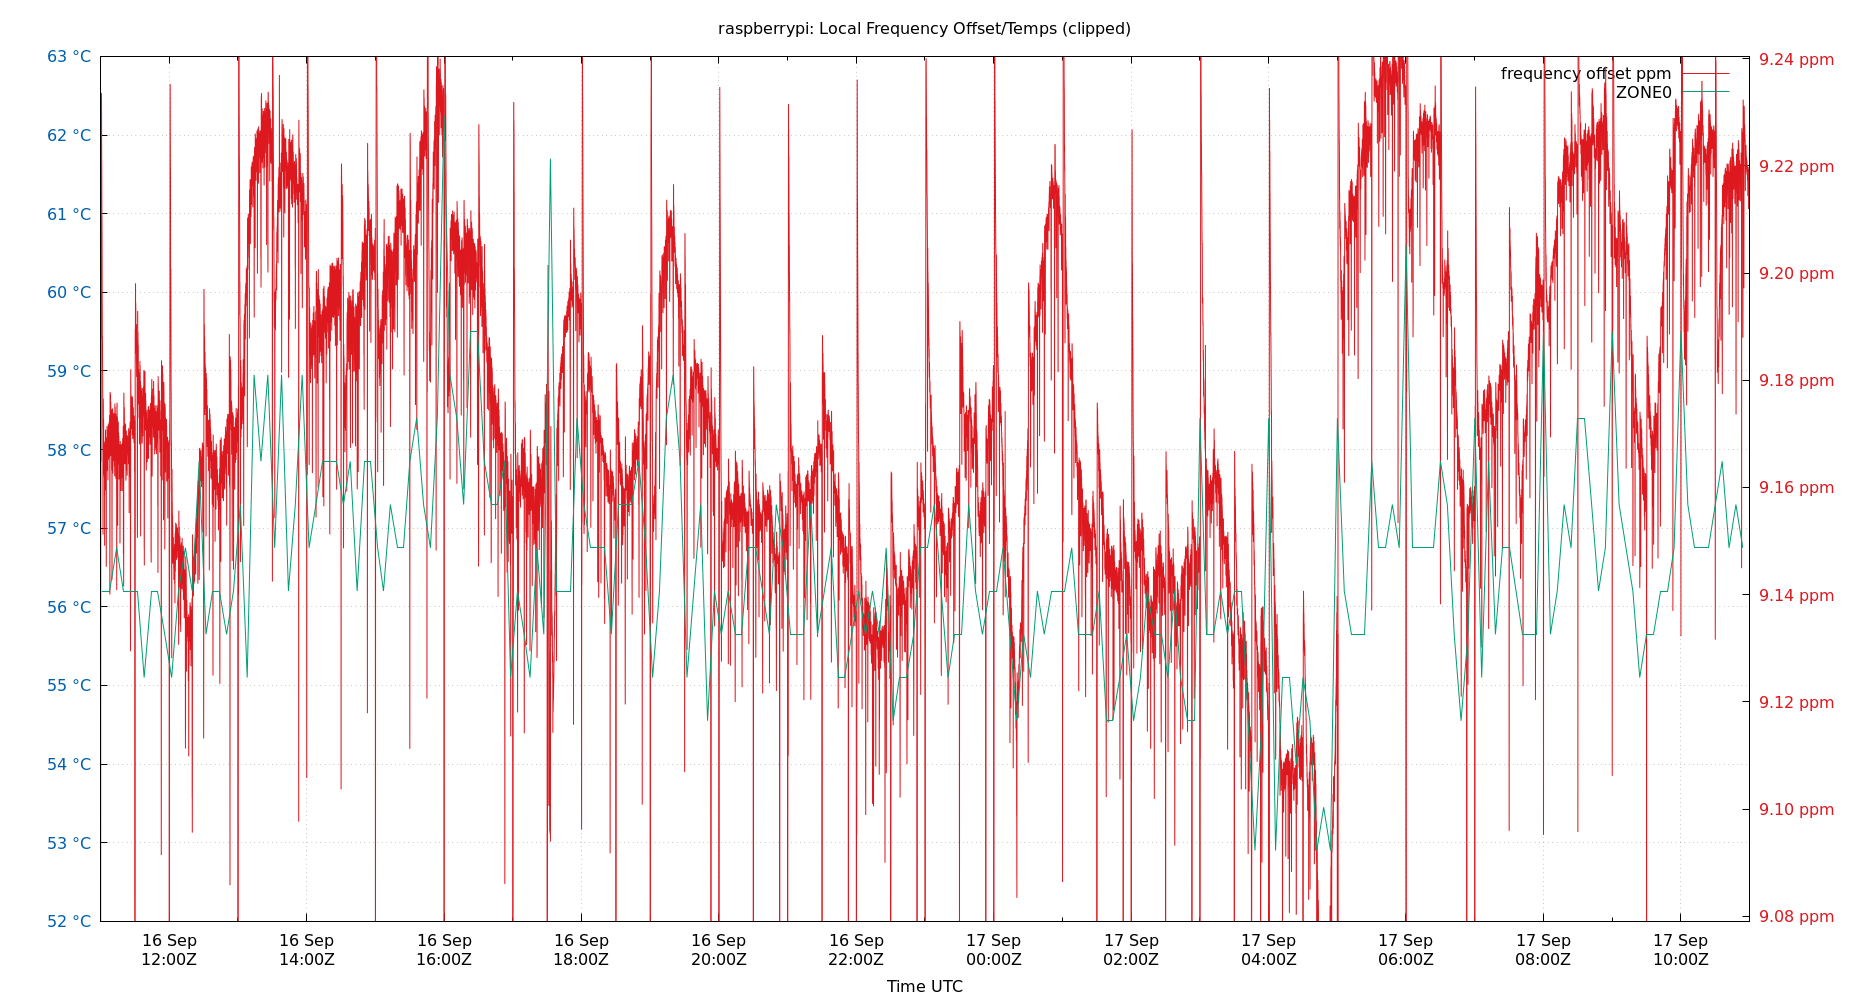 raspberrypi: Local Frequency Offset/Temps (clipped)
63 °C
62 °C
61 °C
60 °C
59 °C
58 °C
57 °C
56 °C
55 °C
54 °C
53 °C
52 °C
frequency offset ppm
ZONE0
9.24 ppm
9.22 ppm
9.20 ppm
9.18 ppm
9.16 ppm
9.14 ppm
9.12 ppm
9.10 ppm
9.08 ppm
16 Sep 16 Sep 16 Sep 16 Sep 16 Sep 16 Sep 17 Sep 17 Sep 17 Sep 17 Sep 17 Sep 17 Sep
12:00Z 14:00Z 16:00Z 18:00Z 20:00Z 22:00Z 00:00Z 02:00Z 04:00Z 06:00Z 08:00Z 10:00Z
Time UTC